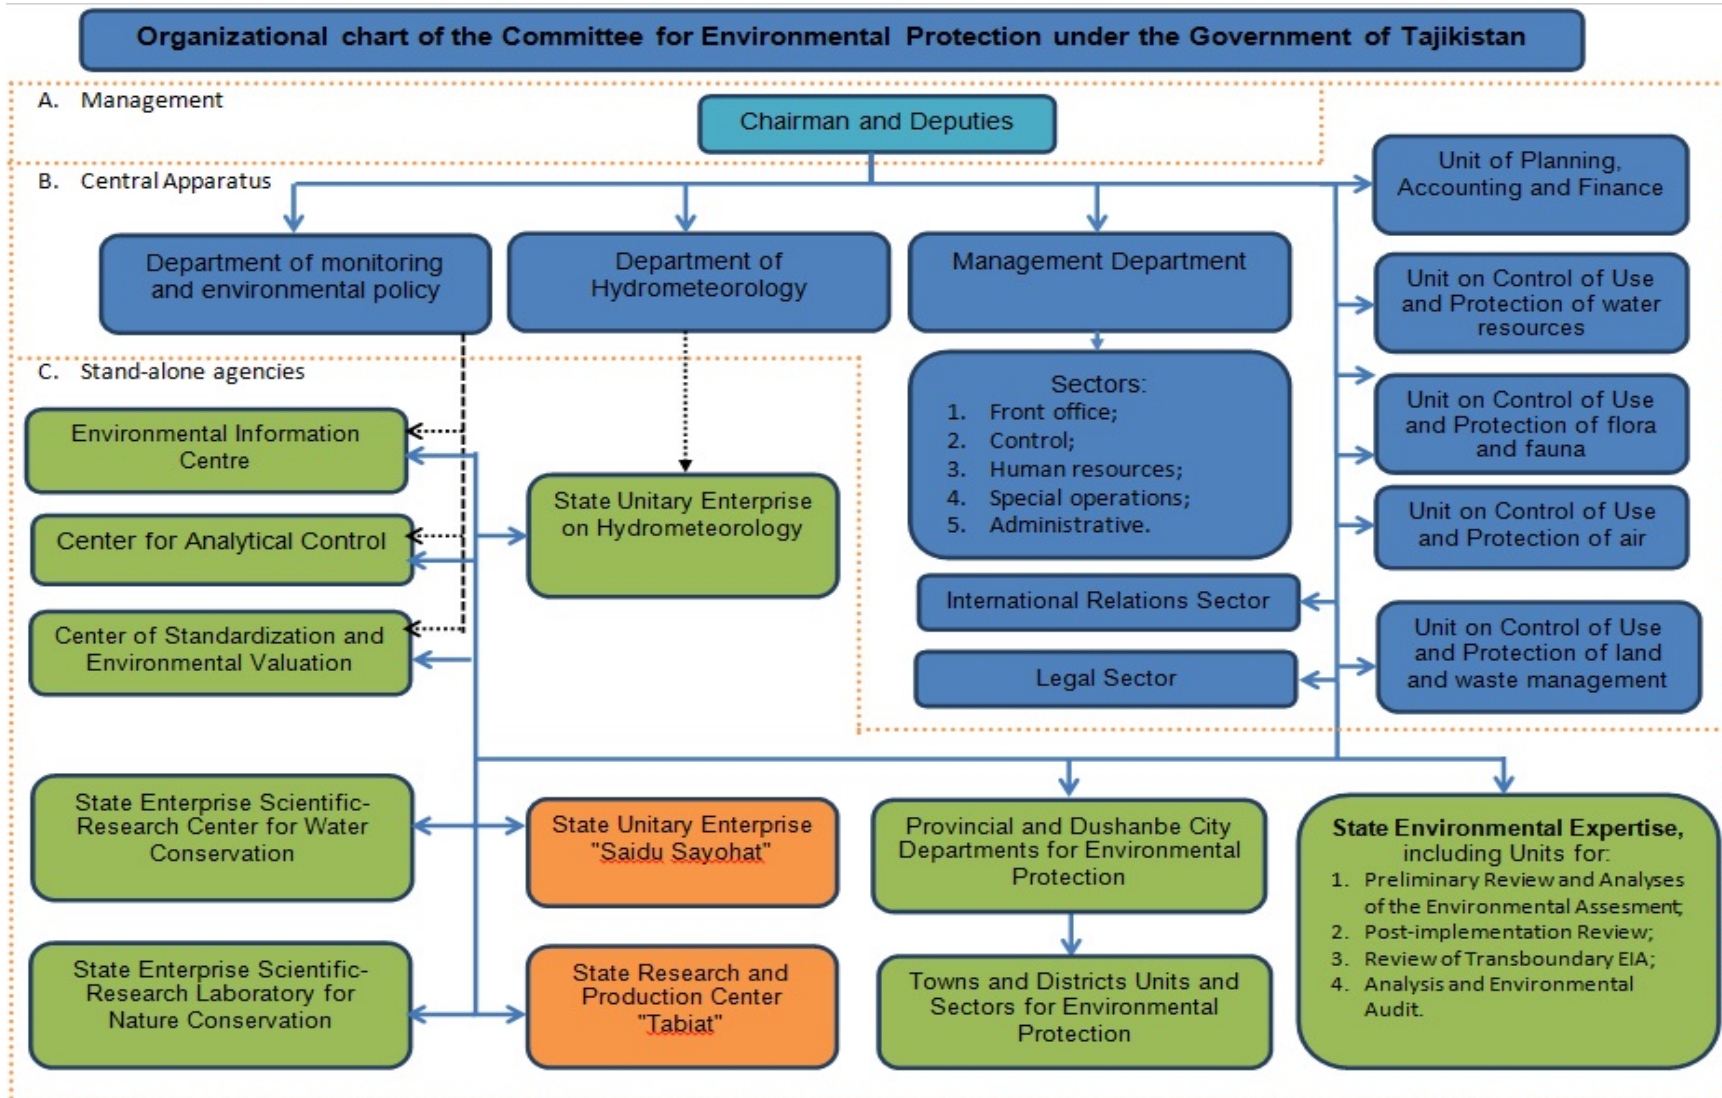 Organizational chart of the Committee for Environmental Protection under the Government of Tajikistan
A. Management
Chairman and Deputies
B. Central Apparatus
Unit of Planning,
Accounting and Finance
Department of monitoring
and environmental policy
Department of
Hydrometeorology
Management Department
Unit on Control of Use
and Protection of water
resources
C. Stand-alone agencies
Sectors:
1. Front office;
2. Control;
3. Human resources;
4. Special operations;
5. Administrative.
Unit on Control of Use
and Protection of flora
and fauna
Environmental Information
Centre
State Unitary Enterprise
on Hydrometeorology
Unit on Control of Use
and Protection of air
Center for Analytical Control
International Relations Sector
Center of Standardization and
Environmental Valuation
Legal Sector
Unit on Control of Use
and Protection of land
and waste management
State Enterprise Scientific-
Research Center for Water
Conservation
State Unitary Enterprise
"Saidu Sayohat"
Provincial and Dushanbe City
Departments for Environmental
Protection
State Environmental Expertise,
including Units for:
1. Preliminary Review and Analyses
of the Environmental Assesment;
2. Post-implementation Review;
3. Review of Transboundary EIA;
4. Analysis and Environmental
Audit.
State Enterprise Scientific-
Research Laboratory for
Nature Conservation
State Research and
Production Center
"Tabiat"
Towns and Districts Units and
Sectors for Environmental
Protection